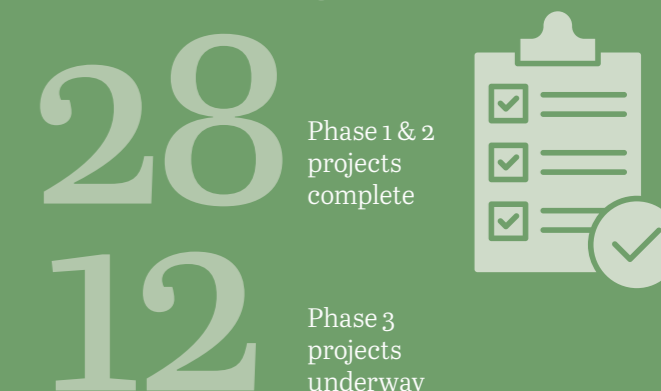 28
Phase 1 & 2
projects
complete
12
Phase 3
projects
underway